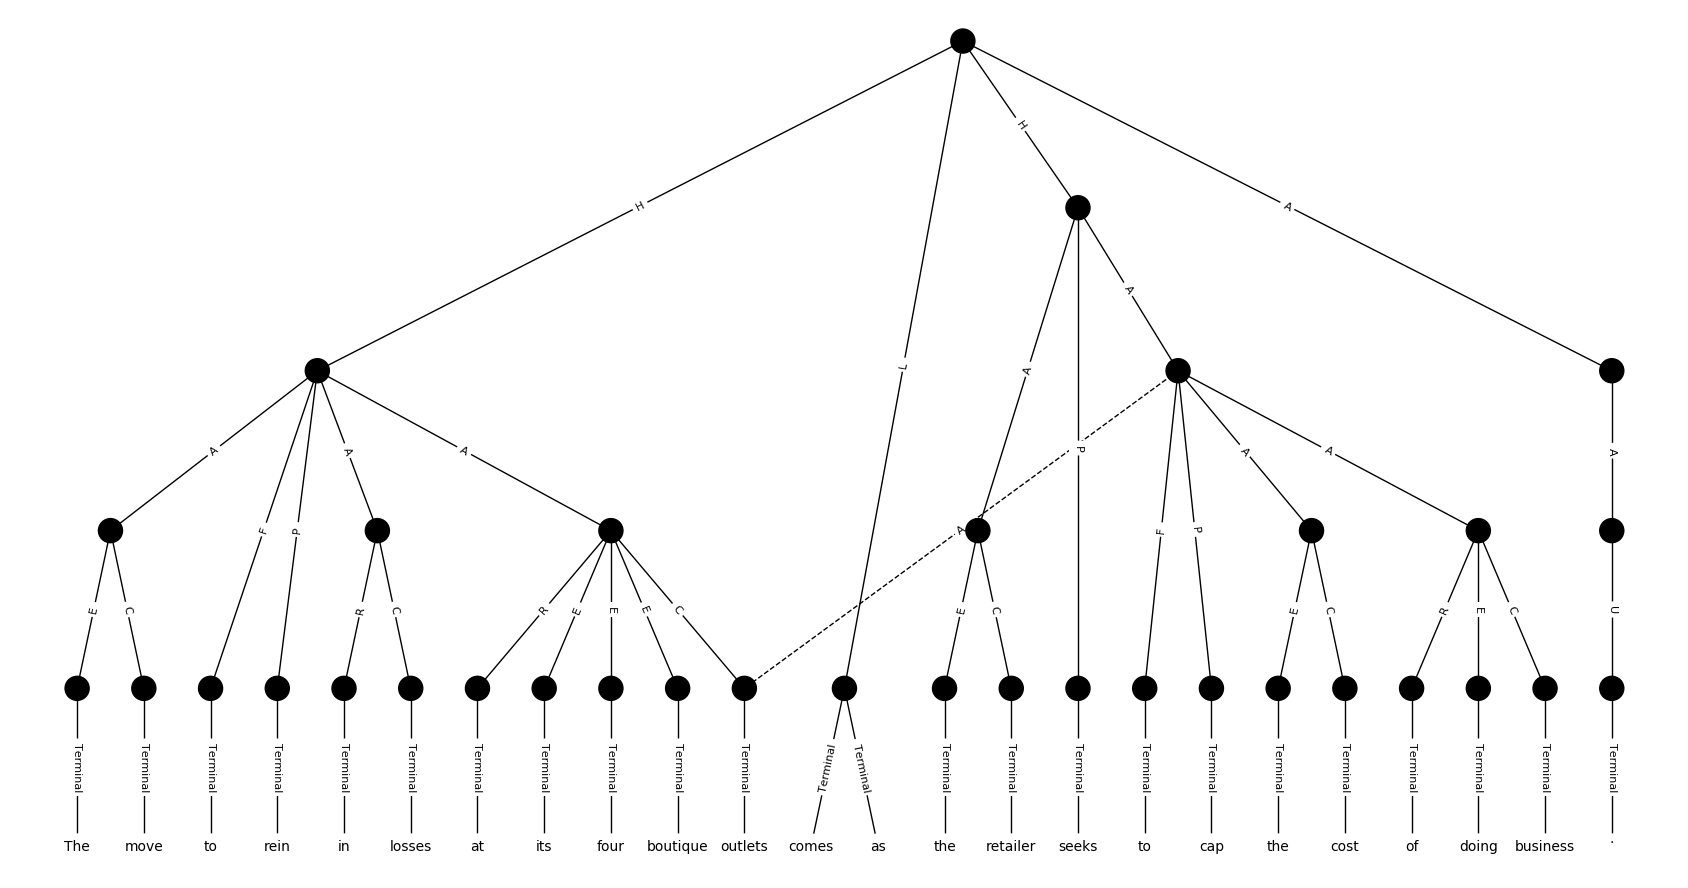 H
L
H
A
A
F
P
A
A
A
P
A
A
F
P
A
A
A
E
C
R
C
R
E
E
E
C
E
C
E
C
R
E
C
U
Terminal Terminal Terminal Terminal Terminal Terminal Terminal Terminal Terminal Terminal Terminal Terminal Terminal Terminal Terminal Terminal Terminal Terminal Terminal Terminal Terminal Terminal Terminal Terminal
The move to rein in losses at its four boutique outlets comes as the retailer seeks to cap the cost of doing business .